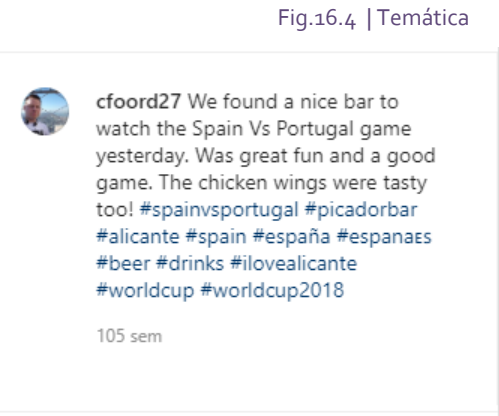 Fig.16.4 | Temática
cfoord27 We found a nice bar to
watch the Spain Vs Portugal game
yesterday. Was great fun and a good
game. The chicken wings were tasty
too! #spainvsportugal #picadorbar
#alicante #spain #españa #espanaᴇs
#beer #drinks #ilovealicante
#worldcup #worldcup2018
105 sem